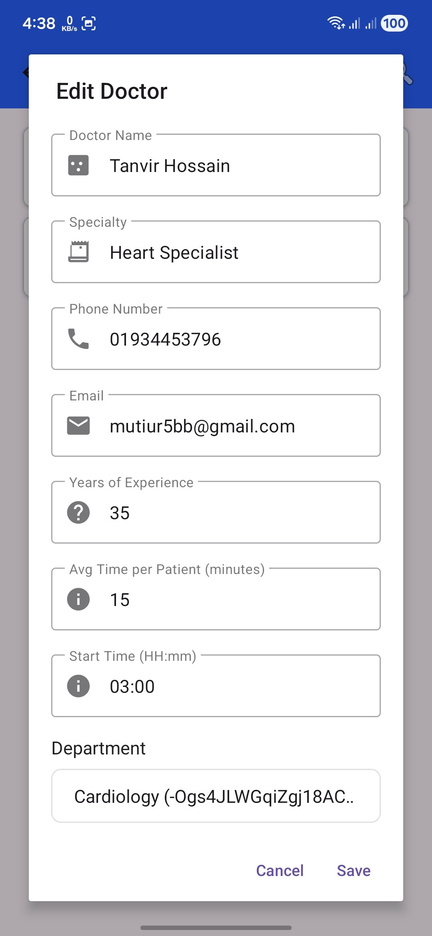 4:38 0 KB/s 100
Edit Doctor
Doctor Name
Tanvir Hossain
Specialty
Heart Specialist
Phone Number
01934453796
Email
mutiur5bb@gmail.com
Years of Experience
35
Avg Time per Patient (minutes)
15
Start Time (HH:mm)
03:00
Department
Cardiology (-Ogs4JLWGqiZgj18AC..
Cancel Save